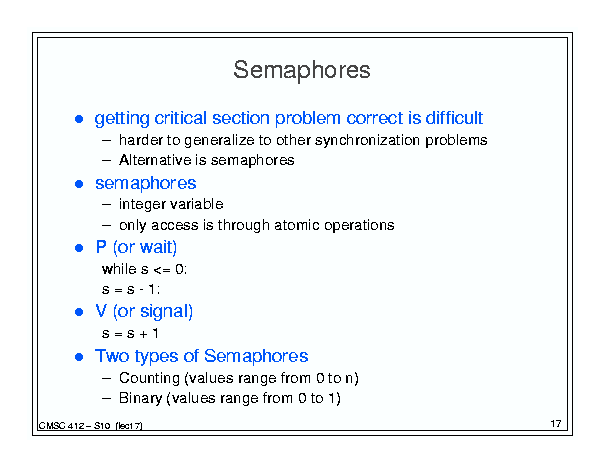 Semaphores
● getting critical section problem correct is difficult
– harder to generalize to other synchronization problems
– Alternative is semaphores
● semaphores
– integer variable
– only access is through atomic operations
● P (or wait)
while s <= 0;
s = s - 1;
● V (or signal)
s = s + 1
● Two types of Semaphores
– Counting (values range from 0 to n)
– Binary (values range from 0 to 1)
CMSC 412 – S10 (lect7)
17